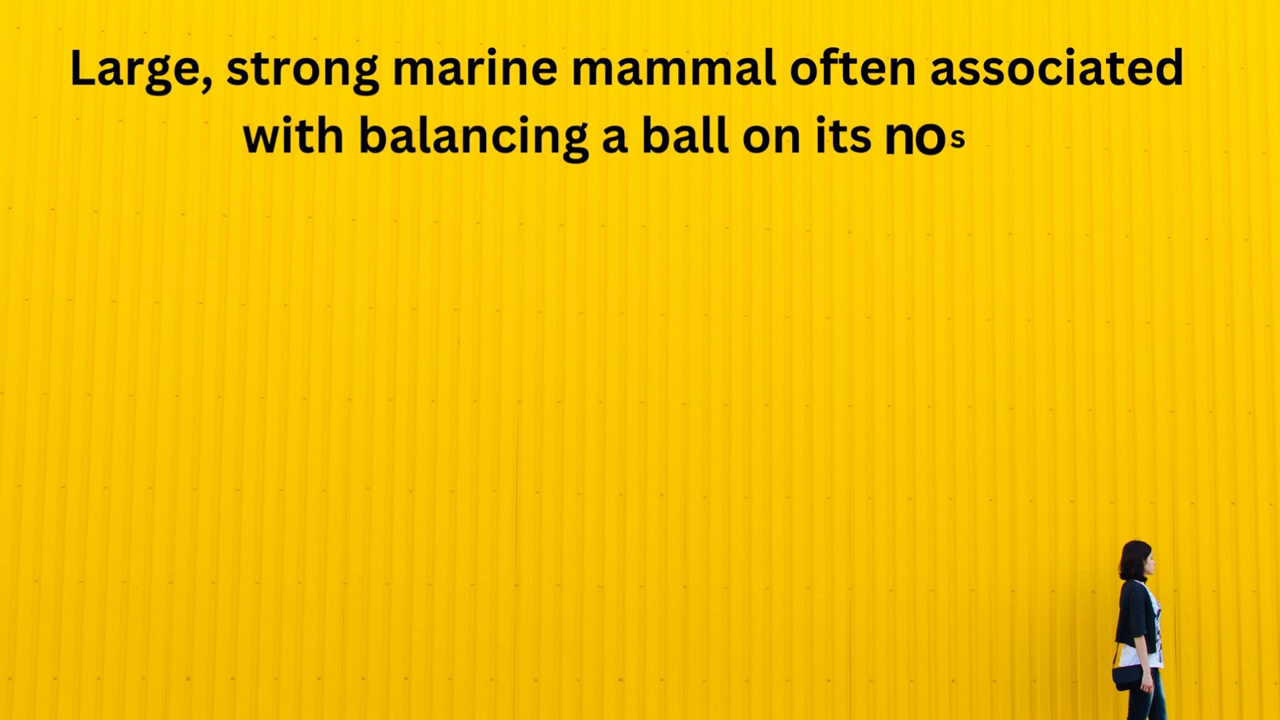 Large, strong marine mammal often associated
with balancing a ball on its nos